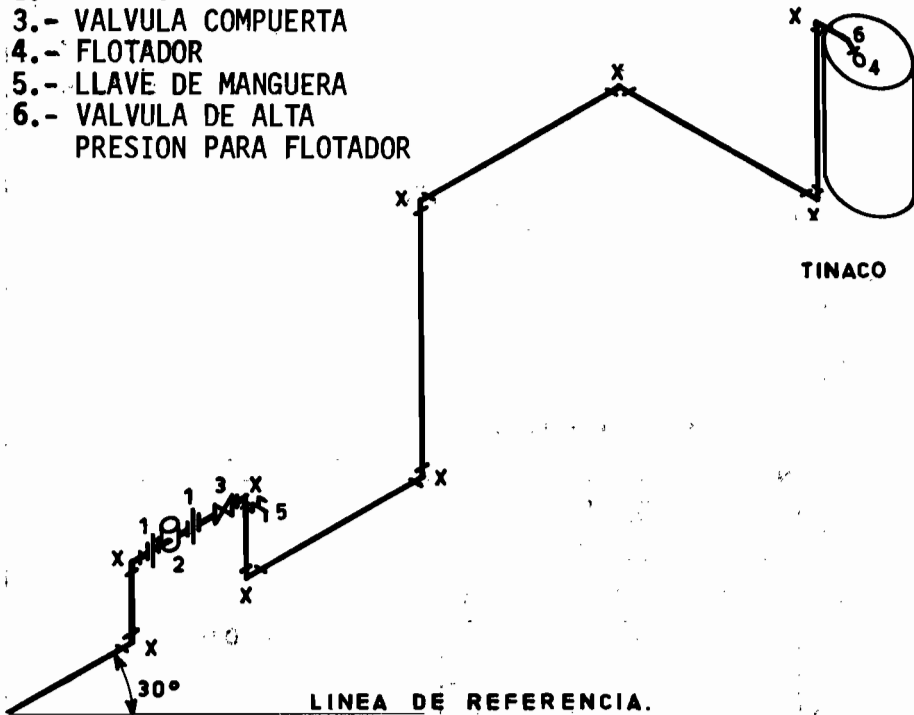 3.- VALVULA COMPUERTA
4.- FLOTADOR
5.- LLAVE DE MANGUERA
6.- VALVULA DE ALTA
PRESION PARA FLOTADOR
X
6
4
X
X
X
TINACO
X
1
1
3
X
5
2
X
X
X
30°
LINEA DE REFERENCIA.